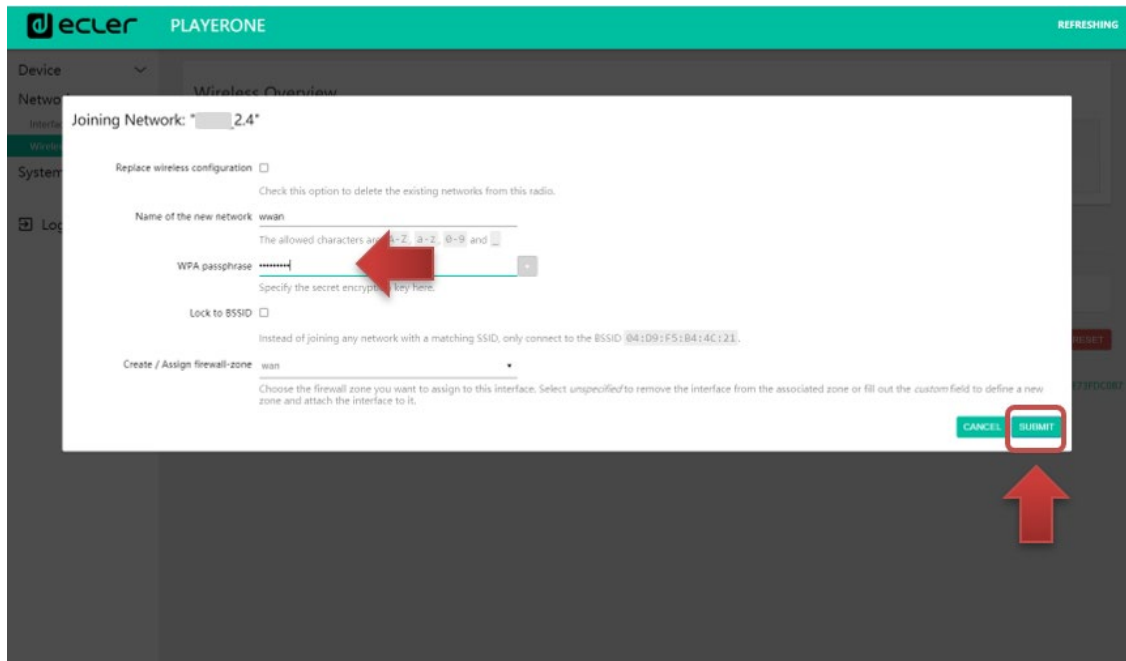 ecler PLAYERONE REFRESHING
Device
Wireless Overview
Netwo
Joining Network: " _2.4"
Interfac
Wireles
System
Log
Replace wireless configuration
Check this option to delete the existing networks from this radio.
Name of the new network wwan
The allowed characters are: A-Z, a-z, 0-9 and _
WPA passphrase •••••••••
Specify the secret encryption key here.
Lock to BSSID
Instead of joining any network with a matching SSID, only connect to the BSSID 04:D9:F5:B4:4C:21.
RESET
Create / Assign firewall-zone wan
Choose the firewall zone you want to assign to this interface. Select unspecified to remove the interface from the associated zone or fill out the custom field to define a new
zone and attach the interface to it.
CANCEL SUBMIT